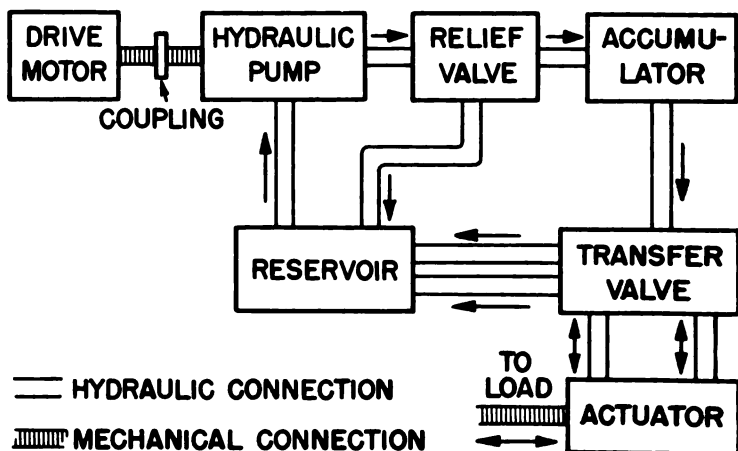 DRIVE
MOTOR
HYDRAULIC
PUMP
RELIEF
VALVE
ACCUMU-
LATOR
COUPLING
RESERVOIR
TRANSFER
VALVE
TO
LOAD
ACTUATOR
HYDRAULIC CONNECTION
MECHANICAL CONNECTION